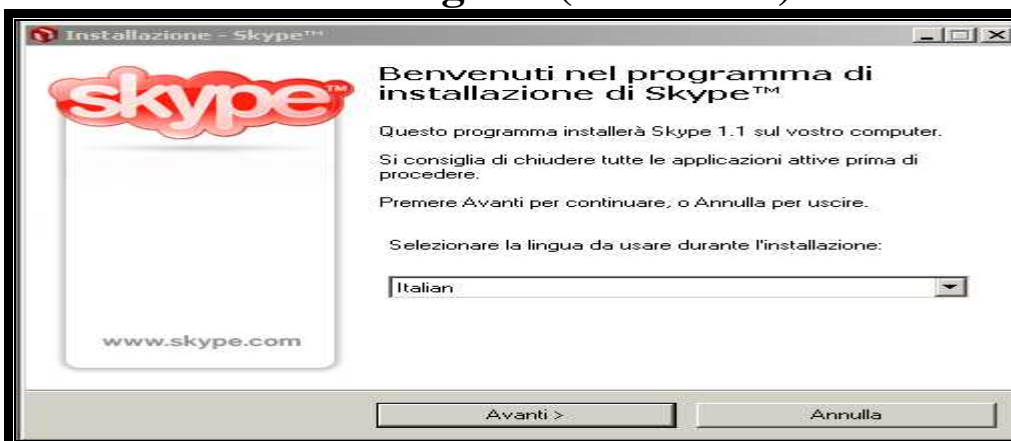 Installazione - Skype™
skype™
Benvenuti nel programma di
installazione di Skype™
Questo programma installerà Skype 1.1 sul vostro computer.
Si consiglia di chiudere tutte le applicazioni attive prima di
procedere.
Premere Avanti per continuare, o Annulla per uscire.
Selezionare la lingua da usare durante l'installazione:
Italian
www.skype.com
Avanti >
Annulla